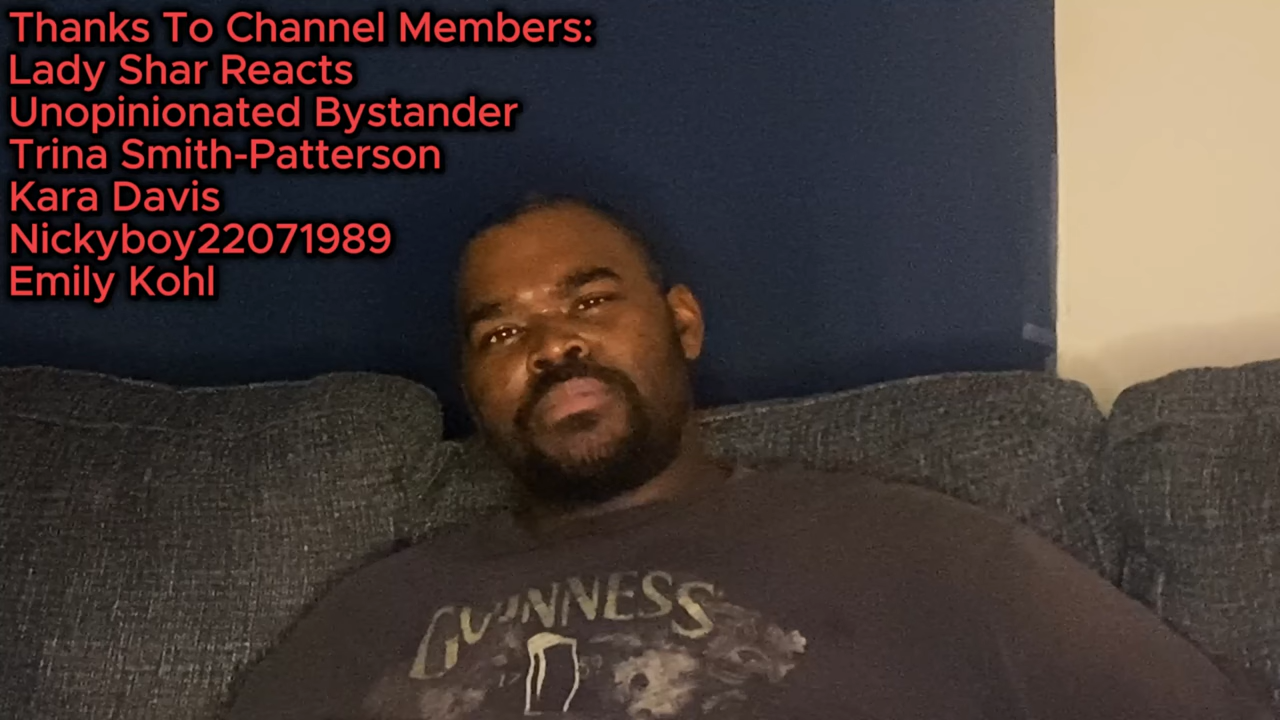 Thanks To Channel Members:
Lady Shar Reacts
Unopinionated Bystander
Trina Smith-Patterson
Kara Davis
Nickyboy22071989
Emily Kohl
GUINNESS